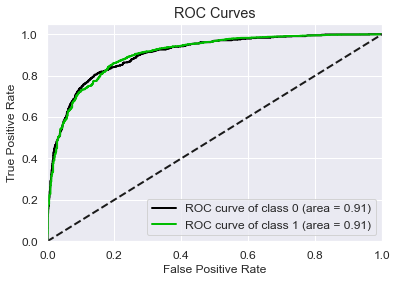 ROC Curves
True Positive Rate
1.0
0.8
0.6
0.4
0.2
0.0
ROC curve of class 0 (area = 0.91)
ROC curve of class 1 (area = 0.91)
0.0 0.2 0.4 0.6 0.8 1.0
False Positive Rate